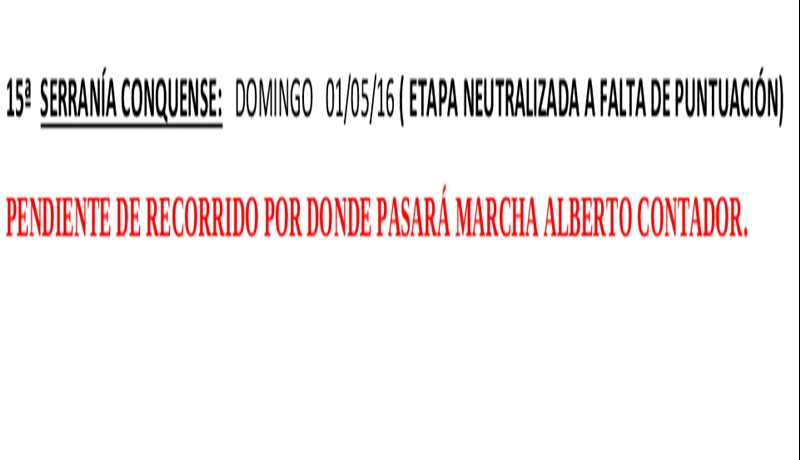 15ª SERRANÍA CONQUENSE: DOMINGO 01/05/16 ( ETAPA NEUTRALIZADA A FALTA DE PUNTUACIÓN)
PENDIENTE DE RECORRIDO POR DONDE PASARÁ MARCHA ALBERTO CONTADOR.